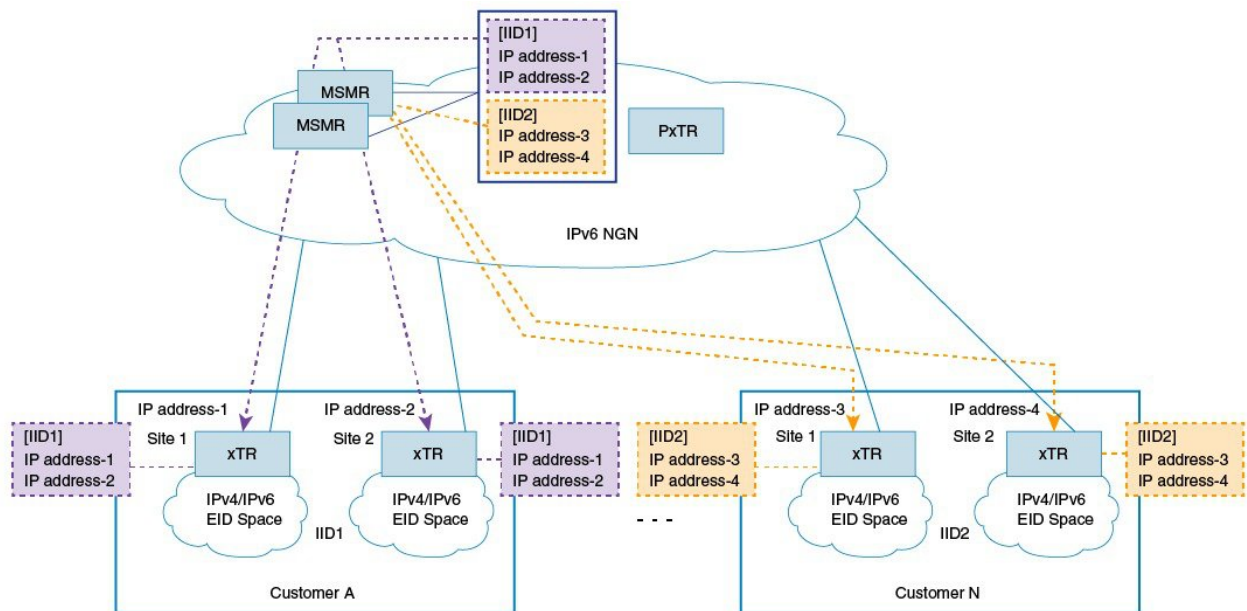 [IID1]
IP address-1
IP address-2
MSMR
MSMR
[IID2]
IP address-3
IP address-4
PxTR
IPv6 NGN
IP address-1
IP address-2
IP address-3
IP address-4
[IID1]
IP address-1
IP address-2
Site 1
xTR
Site 2
xTR
[IID1]
IP address-1
IP address-2
[IID2]
IP address-3
IP address-4
Site 1
xTR
Site 2
xTR
[IID2]
IP address-3
IP address-4
IPv4/IPv6
EID Space
IID1
IPv4/IPv6
EID Space
- - -
IPv4/IPv6
EID Space
IID2
IPv4/IPv6
EID Space
Customer A
Customer N